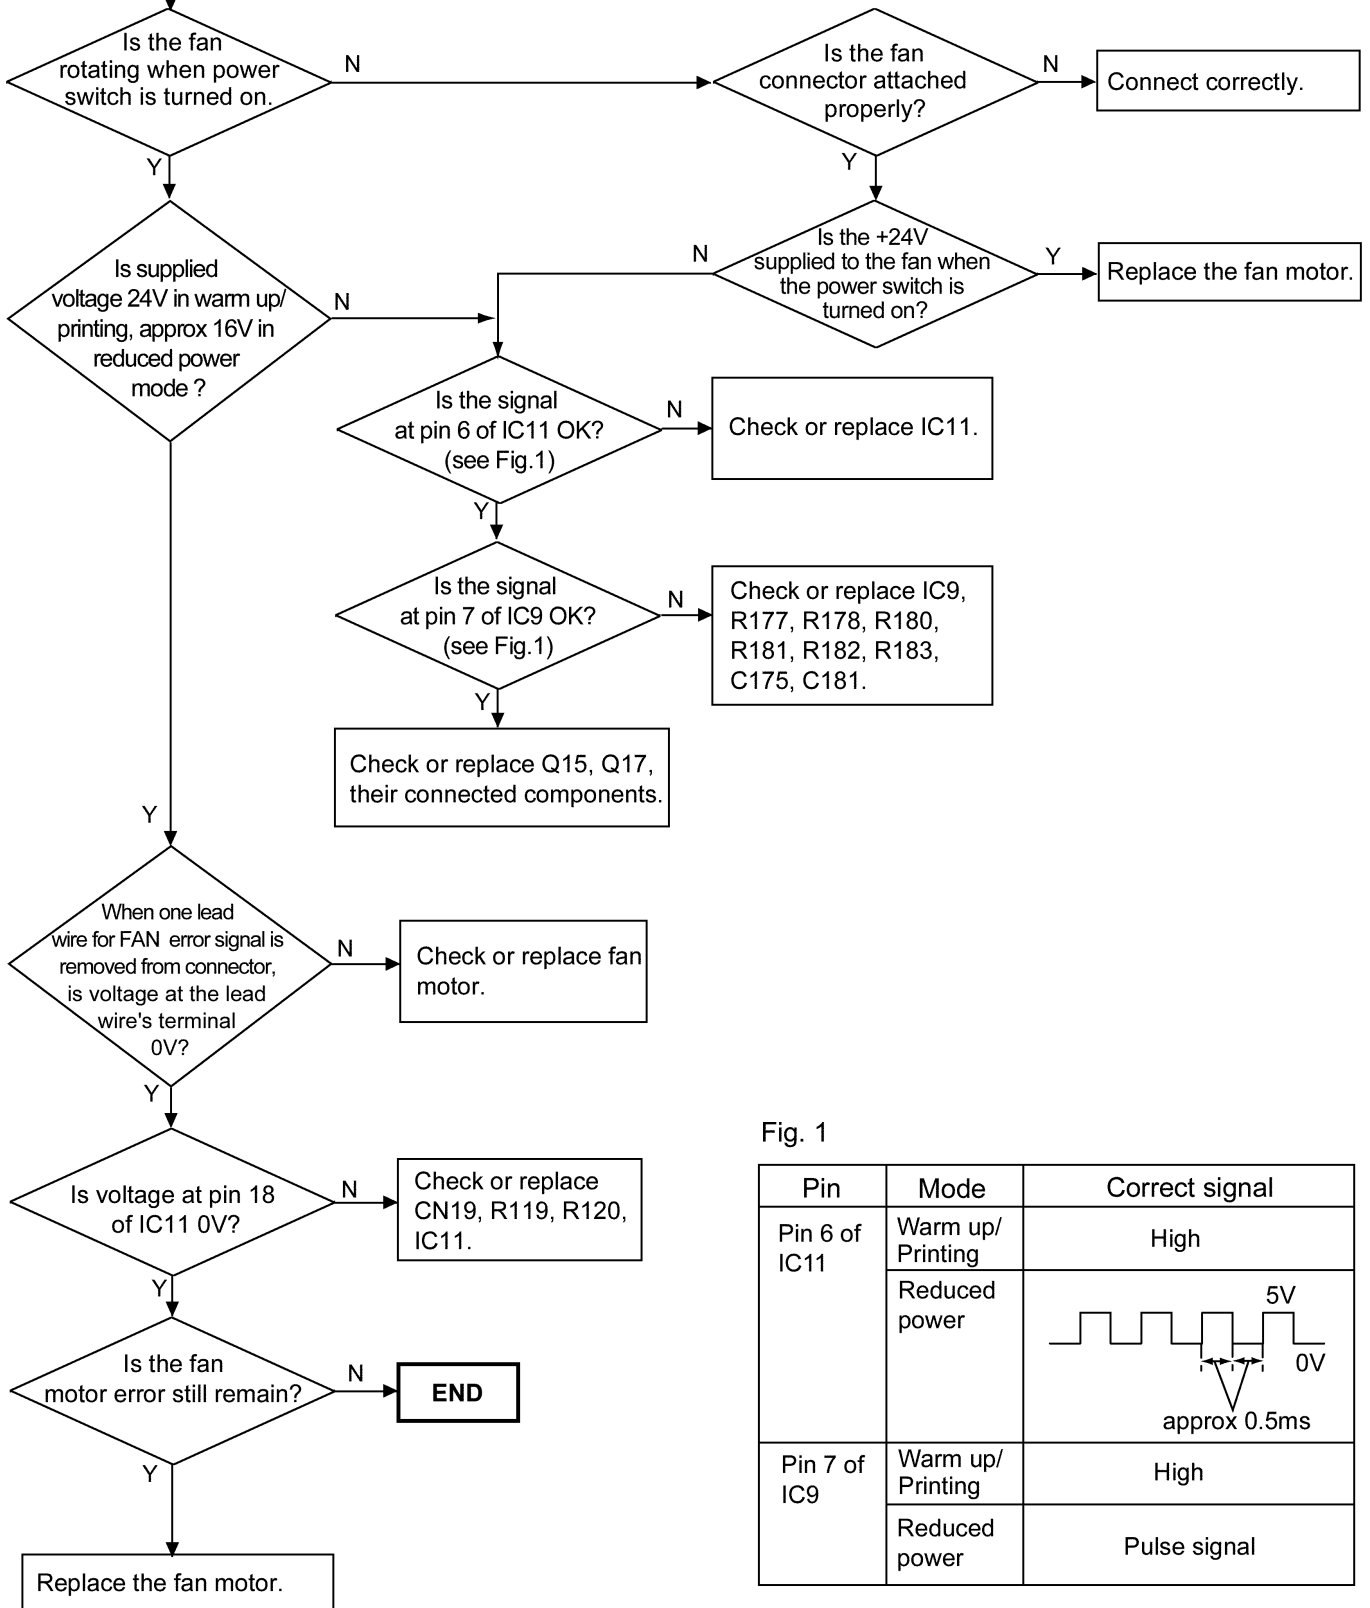 Is the fan
rotating when power
switch is turned on.
N
Y
Is the fan
connector attached
properly?
N
Connect correctly.
Y
Is supplied
voltage 24V in warm up/
printing, approx 16V in
reduced power
mode ?
N
Y
Is the +24V
supplied to the fan when
the power switch is
turned on?
N
Y
Replace the fan motor.
Is the signal
at pin 6 of IC11 OK?
(see Fig.1)
N
Check or replace IC11.
Y
Is the signal
at pin 7 of IC9 OK?
(see Fig.1)
N
Check or replace IC9,
R177, R178, R180,
R181, R182, R183,
C175, C181.
Y
Check or replace Q15, Q17,
their connected components.
When one lead
wire for FAN error signal is
removed from connector,
is voltage at the lead
wire's terminal
0V?
N
Check or replace fan
motor.
Y
Is voltage at pin 18
of IC11 0V?
N
Check or replace
CN19, R119, R120,
IC11.
Y
Is the fan
motor error still remain?
N
END
Y
Replace the fan motor.
Fig. 1
Pin Mode Correct signal
Pin 6 of
IC11
Warm up/
Printing
High
Reduced
power
5V
0V
approx 0.5ms
Pin 7 of
IC9
Warm up/
Printing
High
Reduced
power
Pulse signal